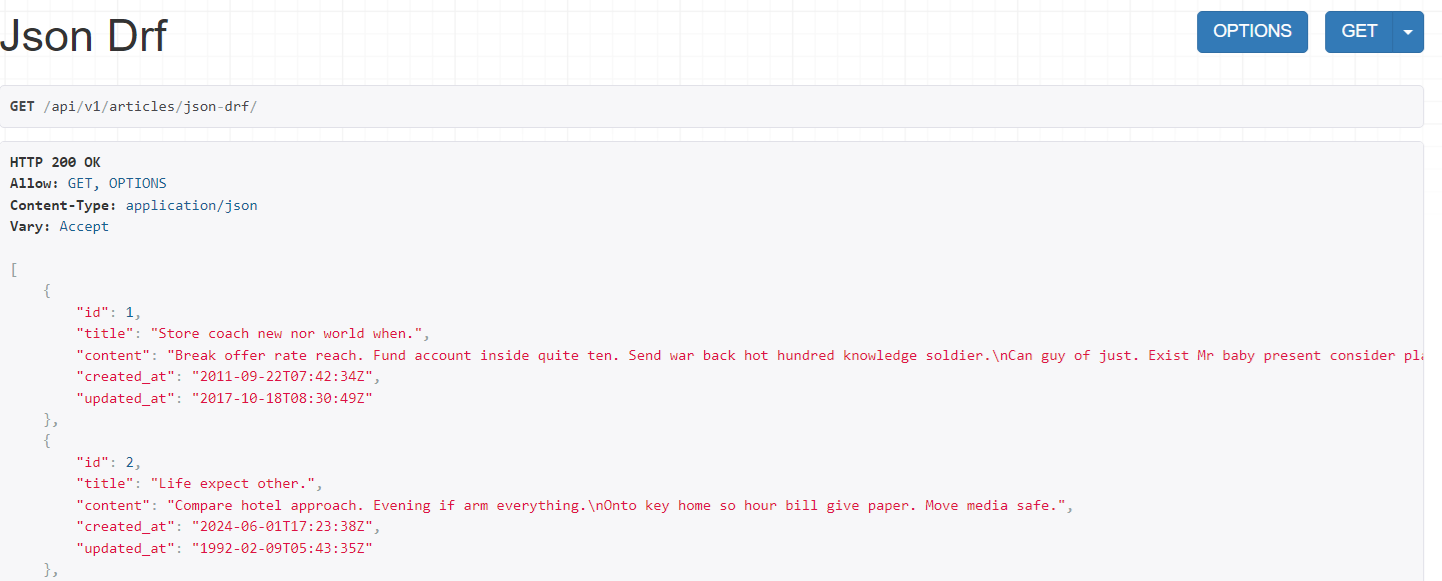 Json Drf
OPTIONS
GET
GET /api/v1/articles/json-drf/
HTTP 200 OK
Allow: GET, OPTIONS
Content-Type: application/json
Vary: Accept
[
    {
        "id": 1,
        "title": "Store coach new nor world when.",
        "content": "Break offer rate reach. Fund account inside quite ten. Send war back hot hundred knowledge soldier.\nCan guy of just. Exist Mr baby present consider
        "created_at": "2011-09-22T07:42:34Z",
        "updated_at": "2017-10-18T08:30:49Z"
    },
    {
        "id": 2,
        "title": "Life expect other.",
        "content": "Compare hotel approach. Evening if arm everything.\nOnto key home so hour bill give paper. Move media safe.",
        "created_at": "2024-06-01T17:23:38Z",
        "updated_at": "1992-02-09T05:43:35Z"
    },